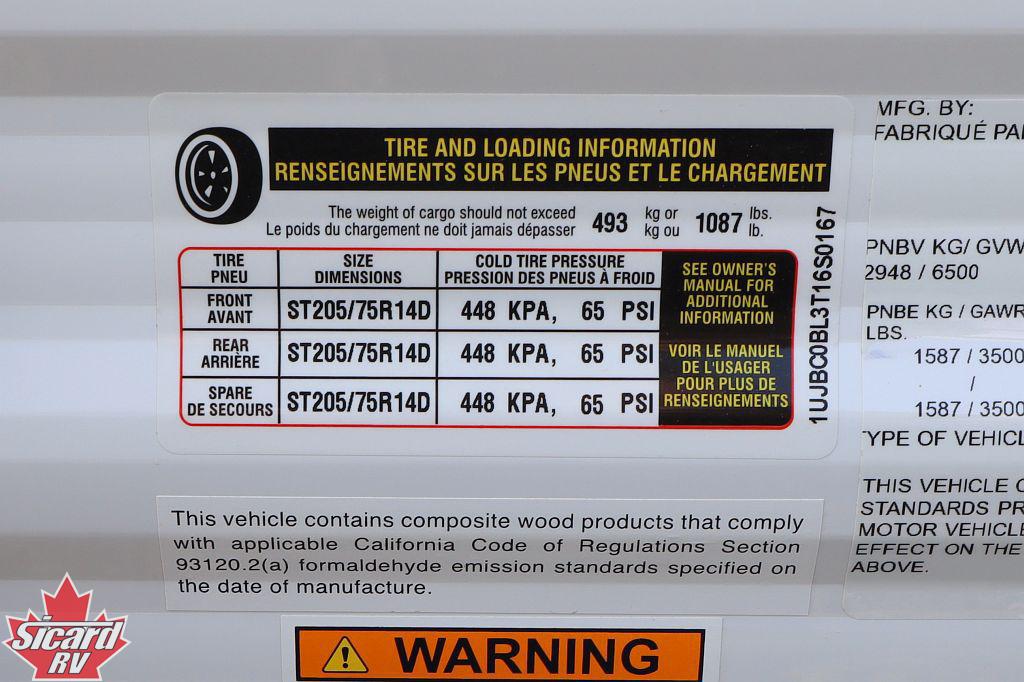 TIRE AND LOADING INFORMATION
RENSEIGNEMENTS SUR LES PNEUS ET LE CHARGEMENT
The weight of cargo should not exceed 493 kg or 1087 lbs.
Le poids du chargement ne doit jamais dépasser kg ou lb.
TIRE SIZE COLD TIRE PRESSURE
PNEU DIMENSIONS PRESSION DES PNEUS À FROID
FRONT
AVANT ST205/75R14D 448 KPA, 65 PSI
REAR
ARRIÈRE ST205/75R14D 448 KPA, 65 PSI
SPARE
DE SECOURS ST205/75R14D 448 KPA, 65 PSI
SEE OWNER'S
MANUAL FOR
ADDITIONAL
INFORMATION
VOIR LE MANUEL
DE L'USAGER
POUR PLUS DE
RENSEIGNEMENTS
1UJBC0BL3T16S0167
MFG. BY:
FABRIQUÉ PA
PNBV KG/ GVW
2948 / 6500
PNBE KG / GAWR
LBS.
1587 / 3500
/
1587 / 3500
TYPE OF VEHICL
THIS VEHICLE C
STANDARDS PR
MOTOR VEHICLE
EFFECT ON THE
ABOVE.
This vehicle contains composite wood products that comply
with applicable California Code of Regulations Section
93120.2(a) formaldehyde emission standards specified on
the date of manufacture.
WARNING
Sicard
RV